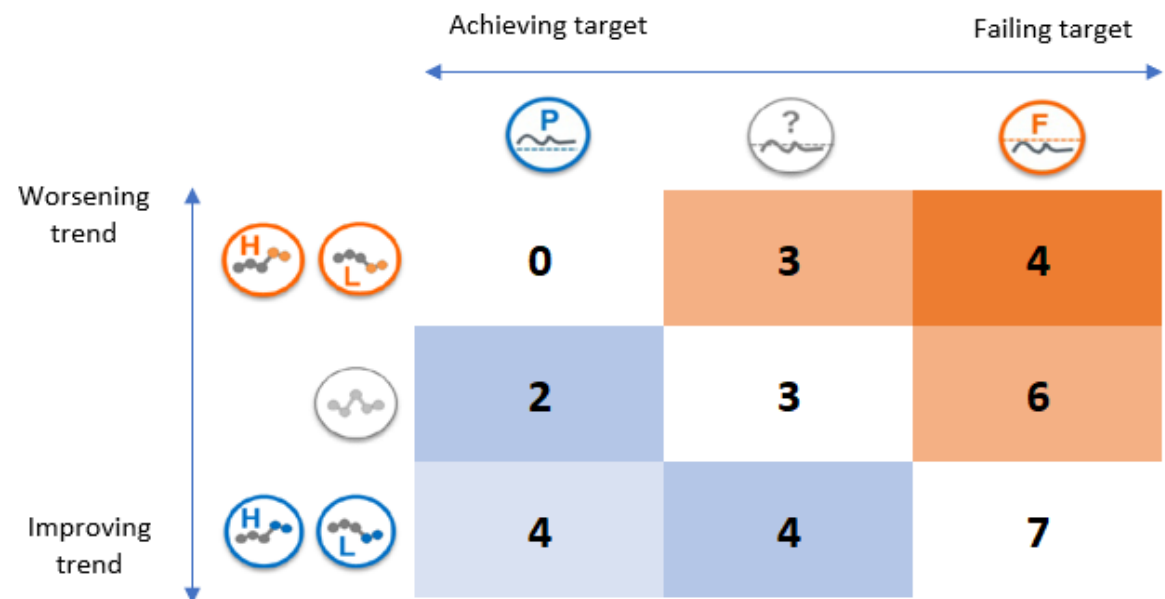 Achieving target
Failing target
P
?
F
Worsening
trend
H
L
0
3
4
2
3
6
Improving
trend
H
L
4
4
7